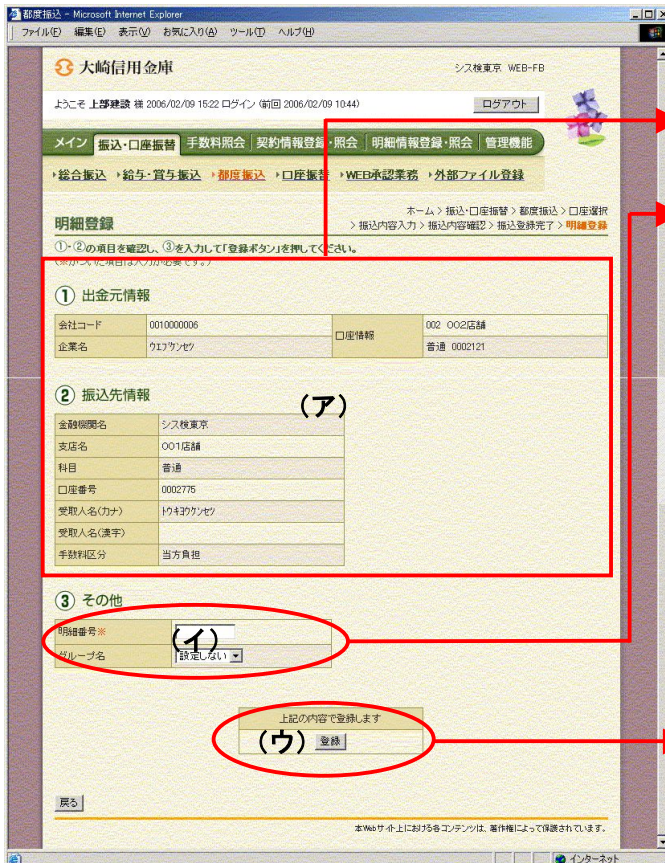 都度振込 - Microsoft Internet Explorer
ファイル(F) 編集(E) 表示(V) お気に入り(A) ツール(T) ヘルプ(H)
大崎信用金庫
シス検東京 WEB-FB
ようこそ 上部建設 様 2006/02/09 15:22 ログイン (前回 2006/02/09 10:44)
ログアウト
メイン 振込・口座振替 手数料照会 契約情報登録・照会 明細情報登録・照会 管理機能
総合振込 給与・賞与振込 都度振込 口座振替 WEB承認業務 外部ファイル登録
ホーム > 振込・口座振替 > 都度振込 > 口座選択
明細登録
> 振込内容入力 > 振込内容確認 > 振込登録完了 > 明細登録
①・②の項目を確認し、③を入力して「登録ボタン」を押してください。
(※がついた項目は入力が必要です。)
① 出金元情報
会社コード 0010000006 口座情報 002 002店舗
企業名 ウエブケンセツ 普通 0002121
② 振込先情報
(ア)
金融機関名 シス検東京
支店名 001店舗
科目 普通
口座番号 0002775
受取人名(カナ) トウキヨウケンセツ
受取人名(漢字)
手数料区分 当方負担
③ その他
明細番号※
(イ)
グループ名 設定しない
上記の内容で登録します
(ウ) 登録
戻る
本Webサイト上における各コンテンツは、著作権によって保護されています。
インターネット